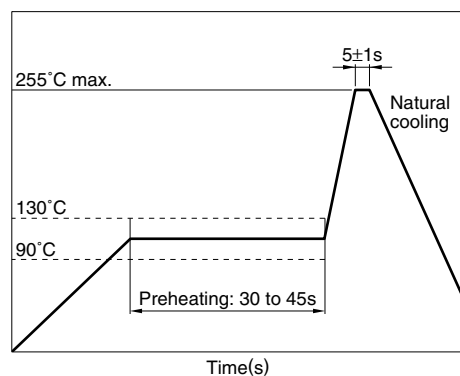 5±1s
255˚C max.
Natural
cooling
130˚C
90˚C
Preheating: 30 to 45s
Time(s)